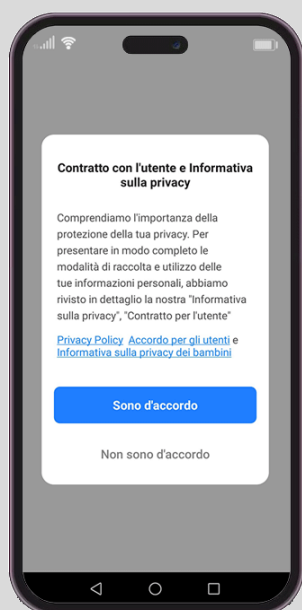 Contratto con l'utente e Informativa
sulla privacy
Comprendiamo l'importanza della
protezione della tua privacy. Per
presentare in modo completo le
modalità di raccolta e utilizzo delle
tue informazioni personali, abbiamo
rivisto in dettaglio la nostra "Informativa
sulla privacy", "Contratto per l'utente"
Privacy Policy Accordo per gli utenti e
Informativa sulla privacy dei bambini
Sono d'accordo
Non sono d'accordo